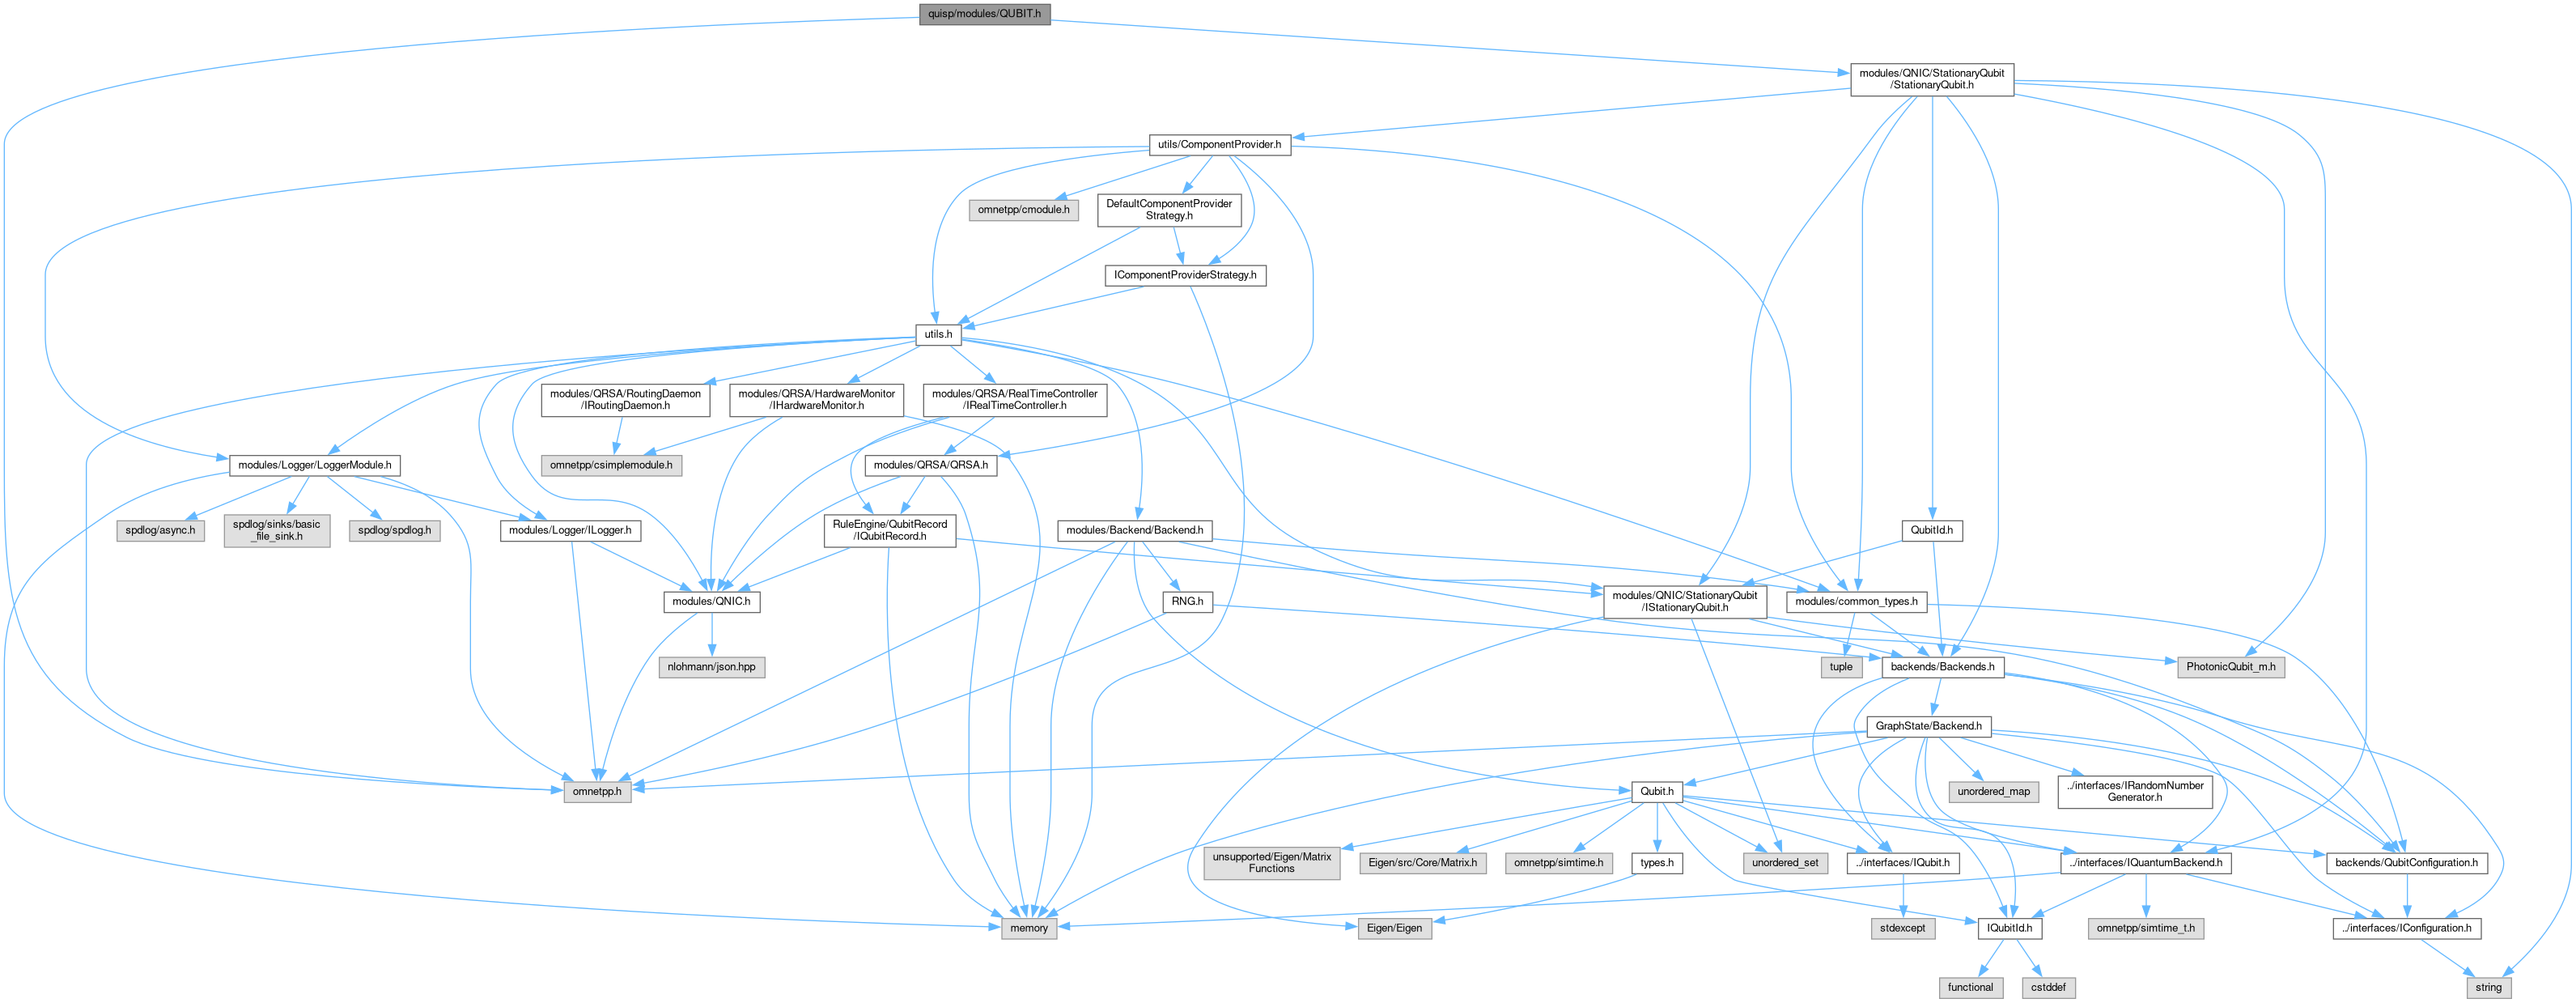 quisp/modules/QUBIT.h
modules/QNIC/StationaryQubit
/StationaryQubit.h
utils/ComponentProvider.h
omnetpp/cmodule.h
DefaultComponentProvider
Strategy.h
IComponentProviderStrategy.h
utils.h
modules/QRSA/RoutingDaemon
/IRoutingDaemon.h
modules/QRSA/HardwareMonitor
/IHardwareMonitor.h
modules/QRSA/RealTimeController
/IRealTimeController.h
modules/Logger/LoggerModule.h
omnetpp/csimplemodule.h
modules/QRSA/QRSA.h
spdlog/async.h
spdlog/sinks/basic
_file_sink.h
spdlog/spdlog.h
modules/Logger/ILogger.h
RuleEngine/QubitRecord
/IQubitRecord.h
modules/Backend/Backend.h
QubitId.h
modules/QNIC.h
RNG.h
modules/QNIC/StationaryQubit
/IStationaryQubit.h
modules/common_types.h
nlohmann/json.hpp
tuple
backends/Backends.h
PhotonicQubit_m.h
GraphState/Backend.h
omnetpp.h
Qubit.h
unordered_map
../interfaces/IRandomNumber
Generator.h
unsupported/Eigen/Matrix
Functions
Eigen/src/Core/Matrix.h
omnetpp/simtime.h
types.h
unordered_set
../interfaces/IQubit.h
../interfaces/IQuantumBackend.h
backends/QubitConfiguration.h
memory
Eigen/Eigen
stdexcept
IQubitId.h
omnetpp/simtime_t.h
../interfaces/IConfiguration.h
functional
cstddef
string